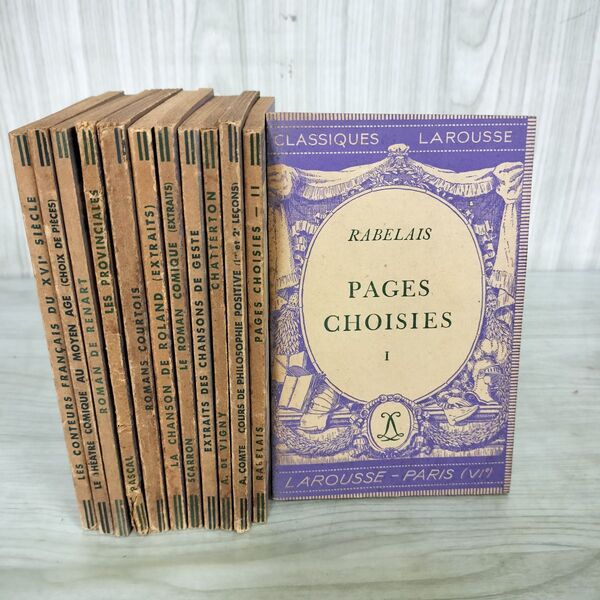 LES CONTEURS FRANÇAIS DU XVIe SIÈCLE
LE THÉÂTRE COMIQUE AU MOYEN AGE (CHOIX DE PIÈCES)
ROMAN DE RENART
PASCAL LES PROVINCIALES
ROMANS COURTOIS
LA CHANSON DE ROLAND (EXTRAITS)
SCARRON LE ROMAN COMIQUE (EXTRAITS)
EXTRAITS DES CHANSONS DE GESTE
A. DE VIGNY CHATTERTON
A. COMTE COURS DE PHILOSOPHIE POSITIVE (1re et 2e LEÇONS)
RABELAIS PAGES CHOISIES — II
CLASSIQUES LAROUSSE
RABELAIS
PAGES
CHOISIES
I
LAROUSSE – PARIS (VIe)